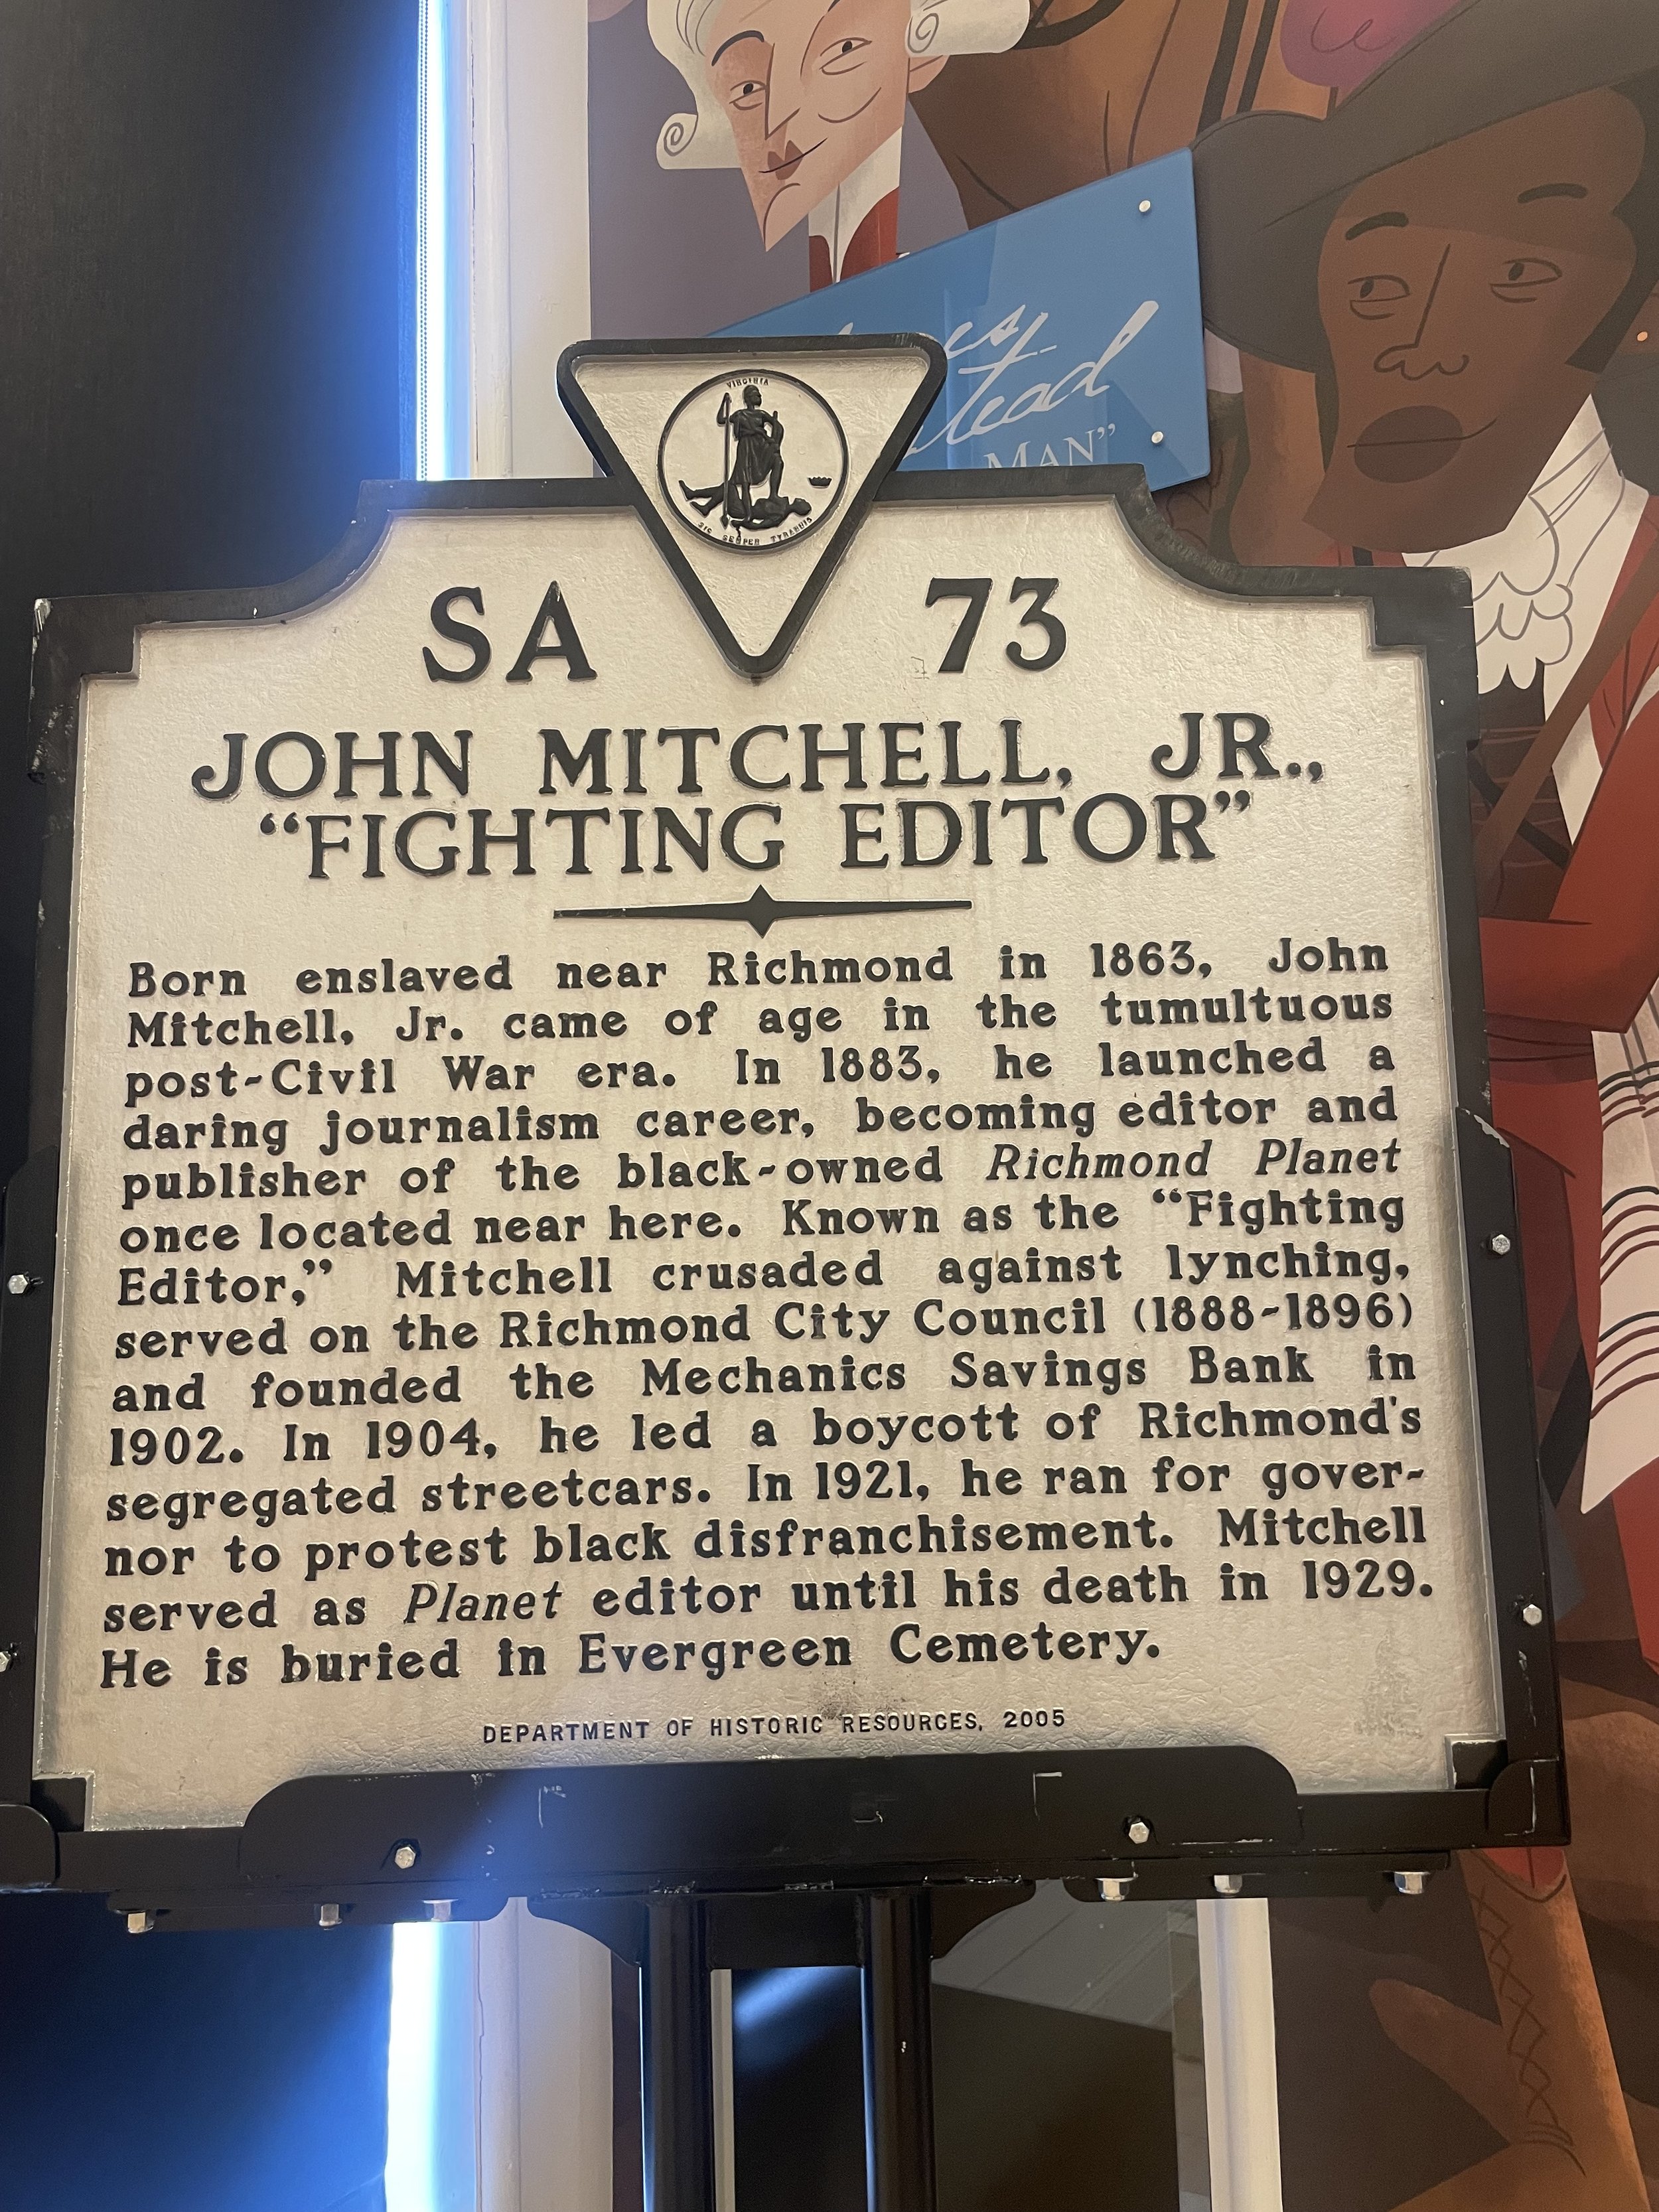 es
tead
MAN”
VIRGINIA
SIC SEMPER TYRANNIS
SA 73
JOHN MITCHELL, JR.,
“FIGHTING EDITOR”
Born enslaved near Richmond in 1863, John
Mitchell, Jr. came of age in the tumultuous
post-Civil War era. In 1883, he launched a
daring journalism career, becoming editor and
publisher of the black-owned Richmond Planet
once located near here. Known as the “Fighting
Editor,” Mitchell crusaded against lynching,
served on the Richmond City Council (1888-1896)
and founded the Mechanics Savings Bank in
1902. In 1904, he led a boycott of Richmond's
segregated streetcars. In 1921, he ran for gover-
nor to protest black disfranchisement. Mitchell
served as Planet editor until his death in 1929.
He is buried in Evergreen Cemetery.
DEPARTMENT OF HISTORIC RESOURCES, 2005